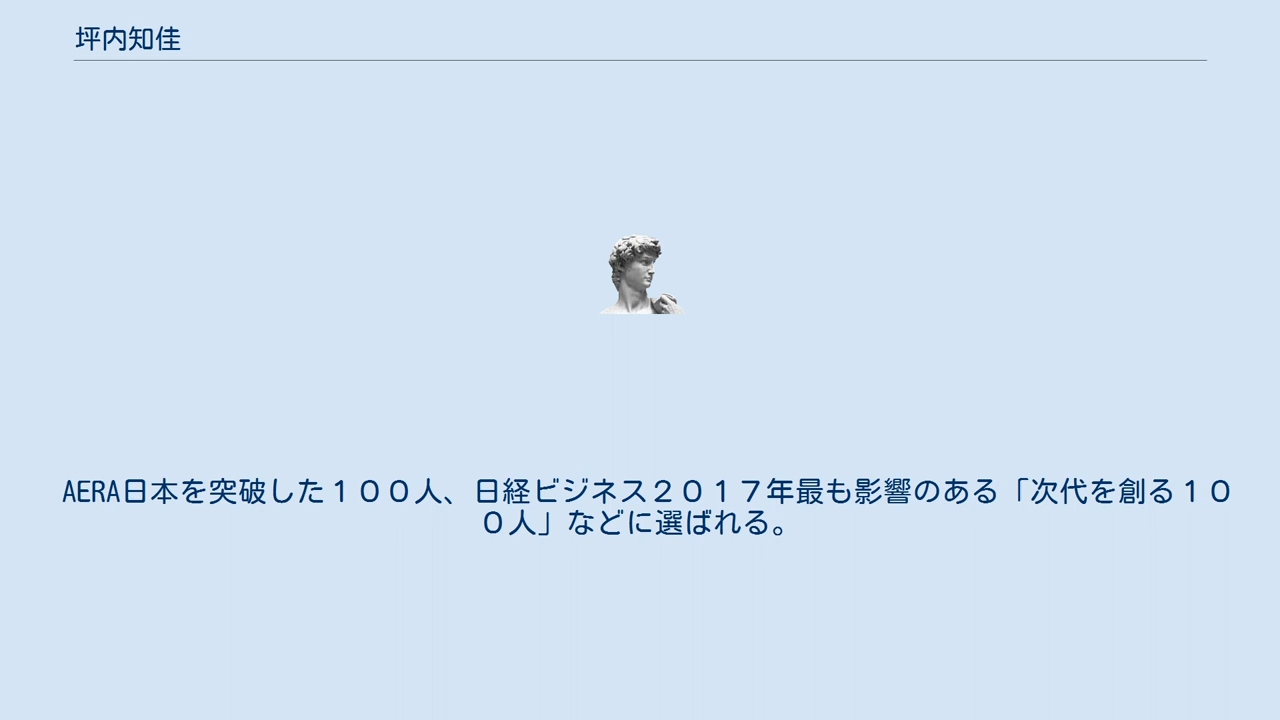 坪内知佳
AERA日本を突破した１００人、日経ビジネス２０１７年最も影響のある「次代を創る１０
０人」などに選ばれる。